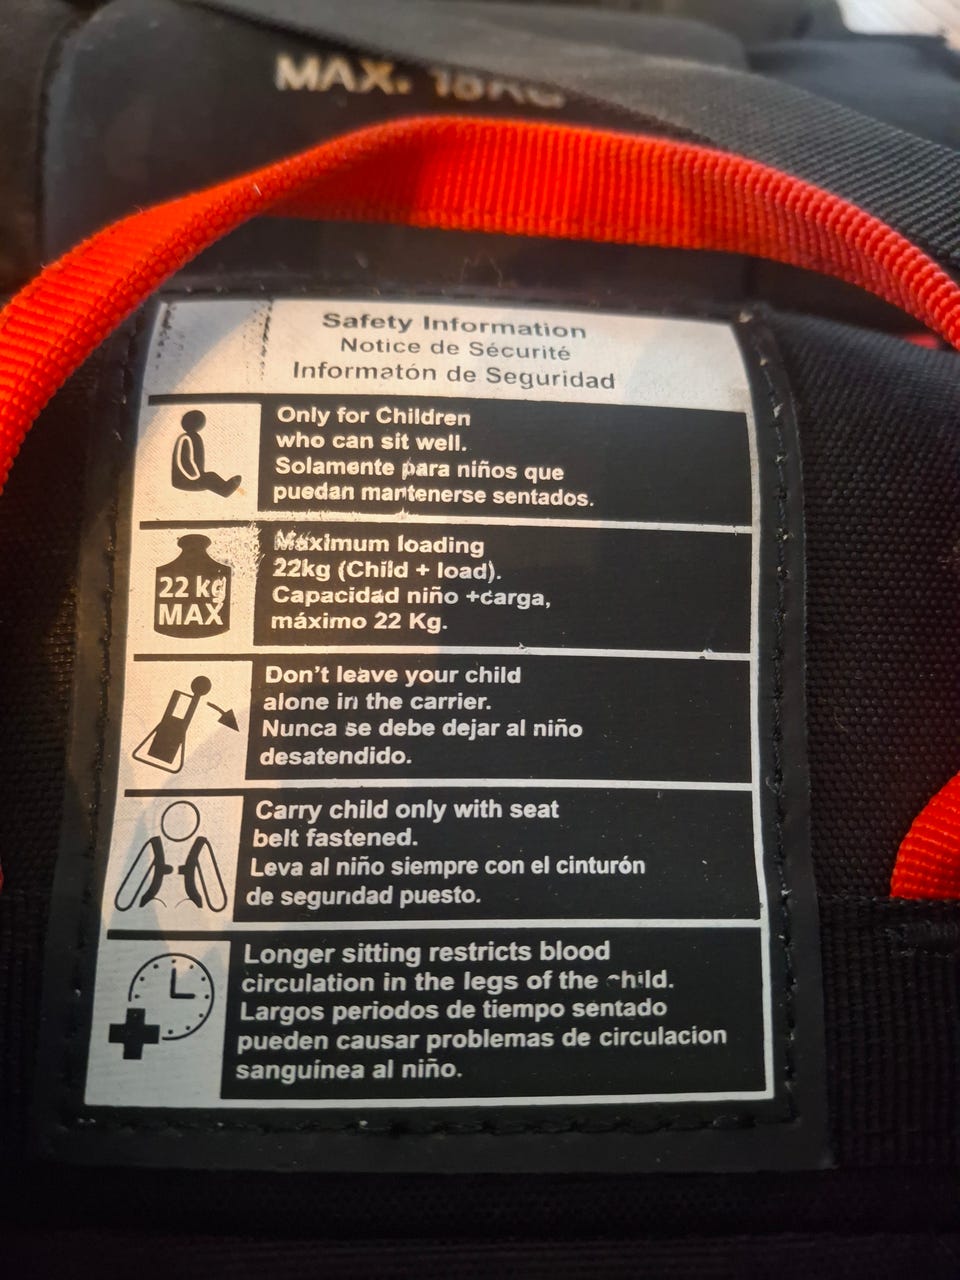 MAX.
Safety Information
Notice de Sécurité
Informatón de Seguridad
Only for Children
who can sit well.
Solamente para niños que
puedan mantenerse sentados.
22 kg
MAX
Maximum loading
22kg (Child + load).
Capacidad niño +carga,
máximo 22 Kg.
Don't leave your child
alone in the carrier.
Nunca se debe dejar al niño
desatendido.
Carry child only with seat
belt fastened.
Leva al niño siempre con el cinturón
de seguridad puesto.
Longer sitting restricts blood
circulation in the legs of the child.
Largos periodos de tiempo sentado
pueden causar problemas de circulacion
sanguínea al niño.